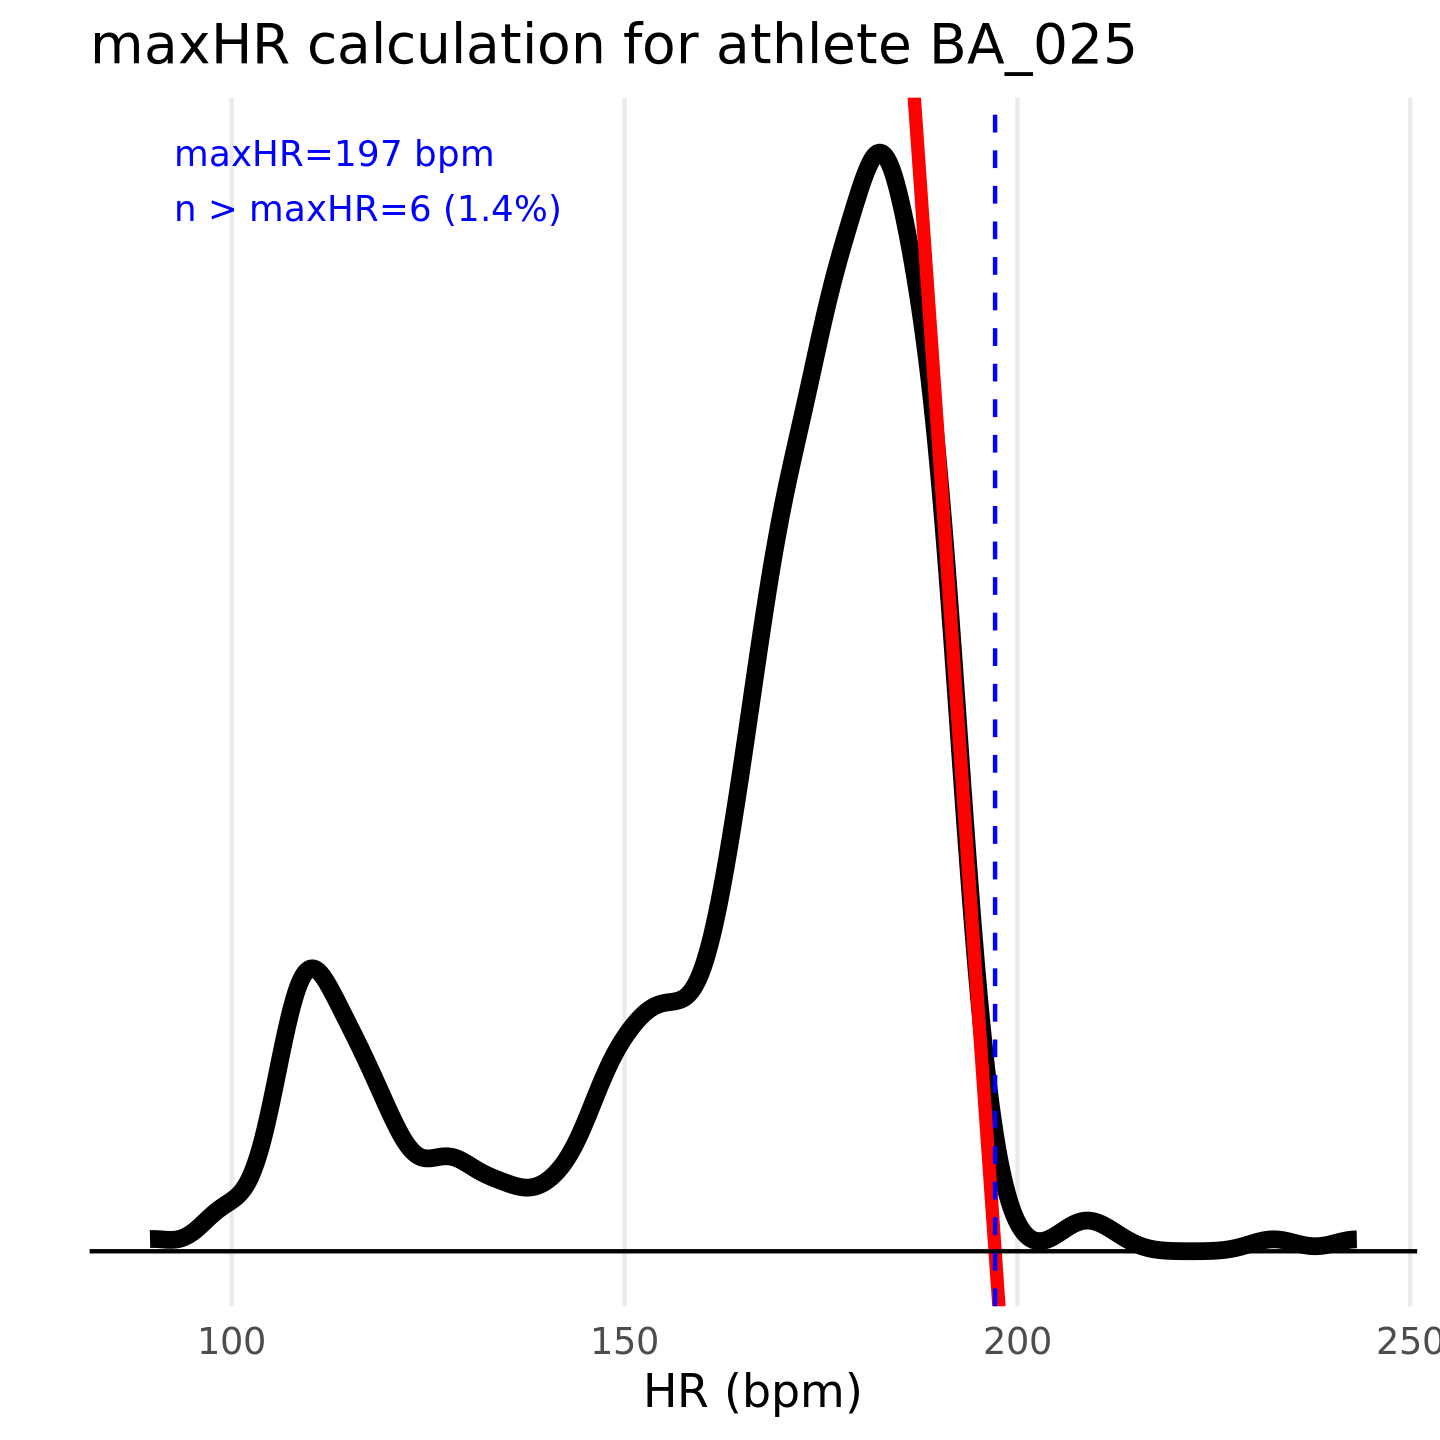 maxHR calculation for athlete BA_025
maxHR=197 bpm
n > maxHR=6 (1.4%)
100 150 200 250
HR (bpm)